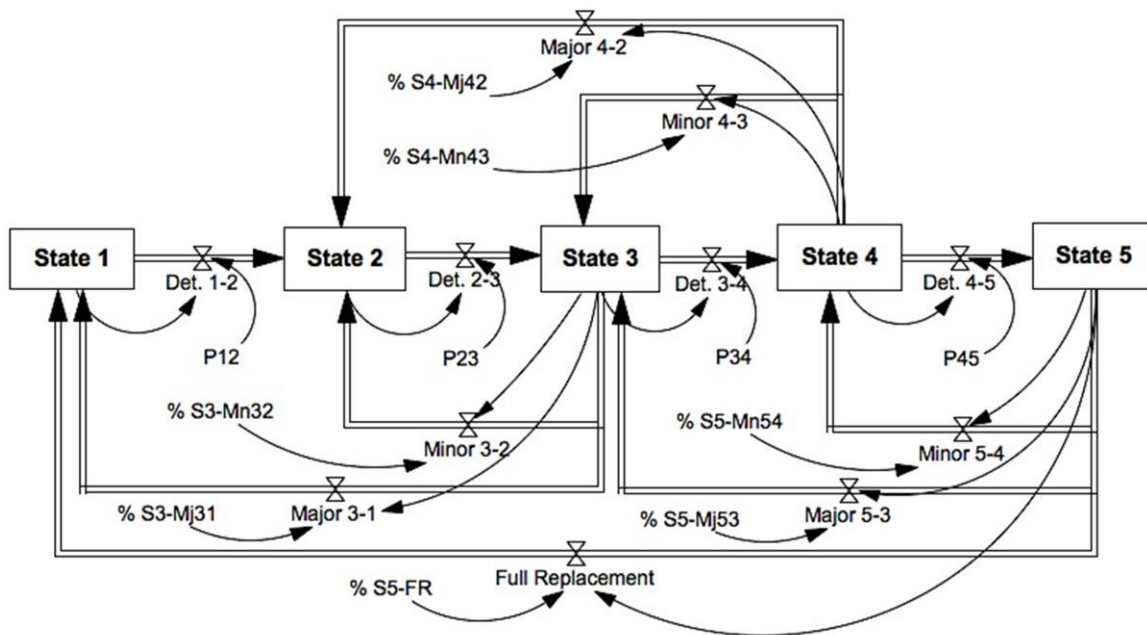 Major 4-2
% S4-Mj42
Minor 4-3
% S4-Mn43
State 1
State 2
State 3
State 4
State 5
Det. 1-2
Det. 2-3
Det. 3-4
Det. 4-5
P12
P23
P34
P45
% S3-Mn32
% S5-Mn54
Minor 3-2
Minor 5-4
% S3-Mj31
Major 3-1
% S5-Mj53
Major 5-3
% S5-FR
Full Replacement